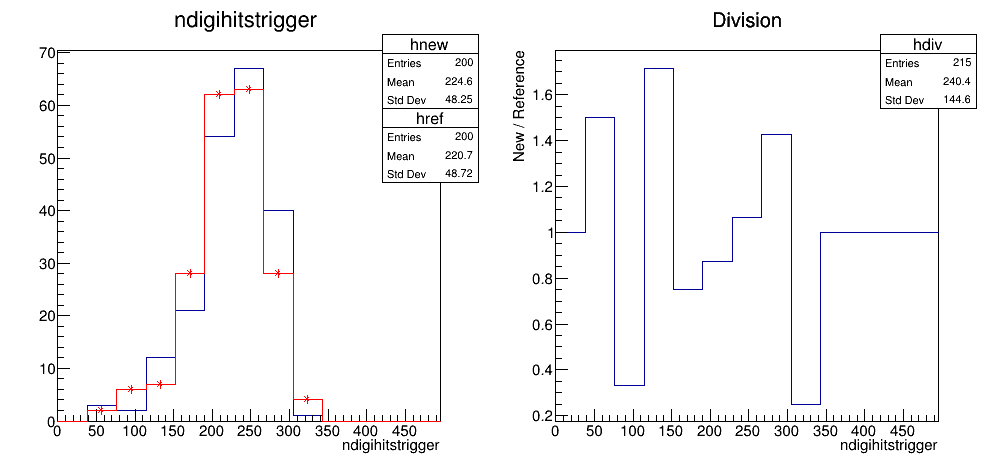 ndigihitstrigger
hnew
Entries 200
Mean 224.6
Std Dev 48.25
href
Entries 200
Mean 220.7
Std Dev 48.72
70
60
50
40
30
20
10
0
0 50 100 150 200 250 300 350 400 450
ndigihitstrigger
Division
hdiv
Entries 215
Mean 240.4
Std Dev 144.6
New / Reference
1.6
1.4
1.2
1
0.8
0.6
0.4
0.2
0 50 100 150 200 250 300 350 400 450
ndigihitstrigger